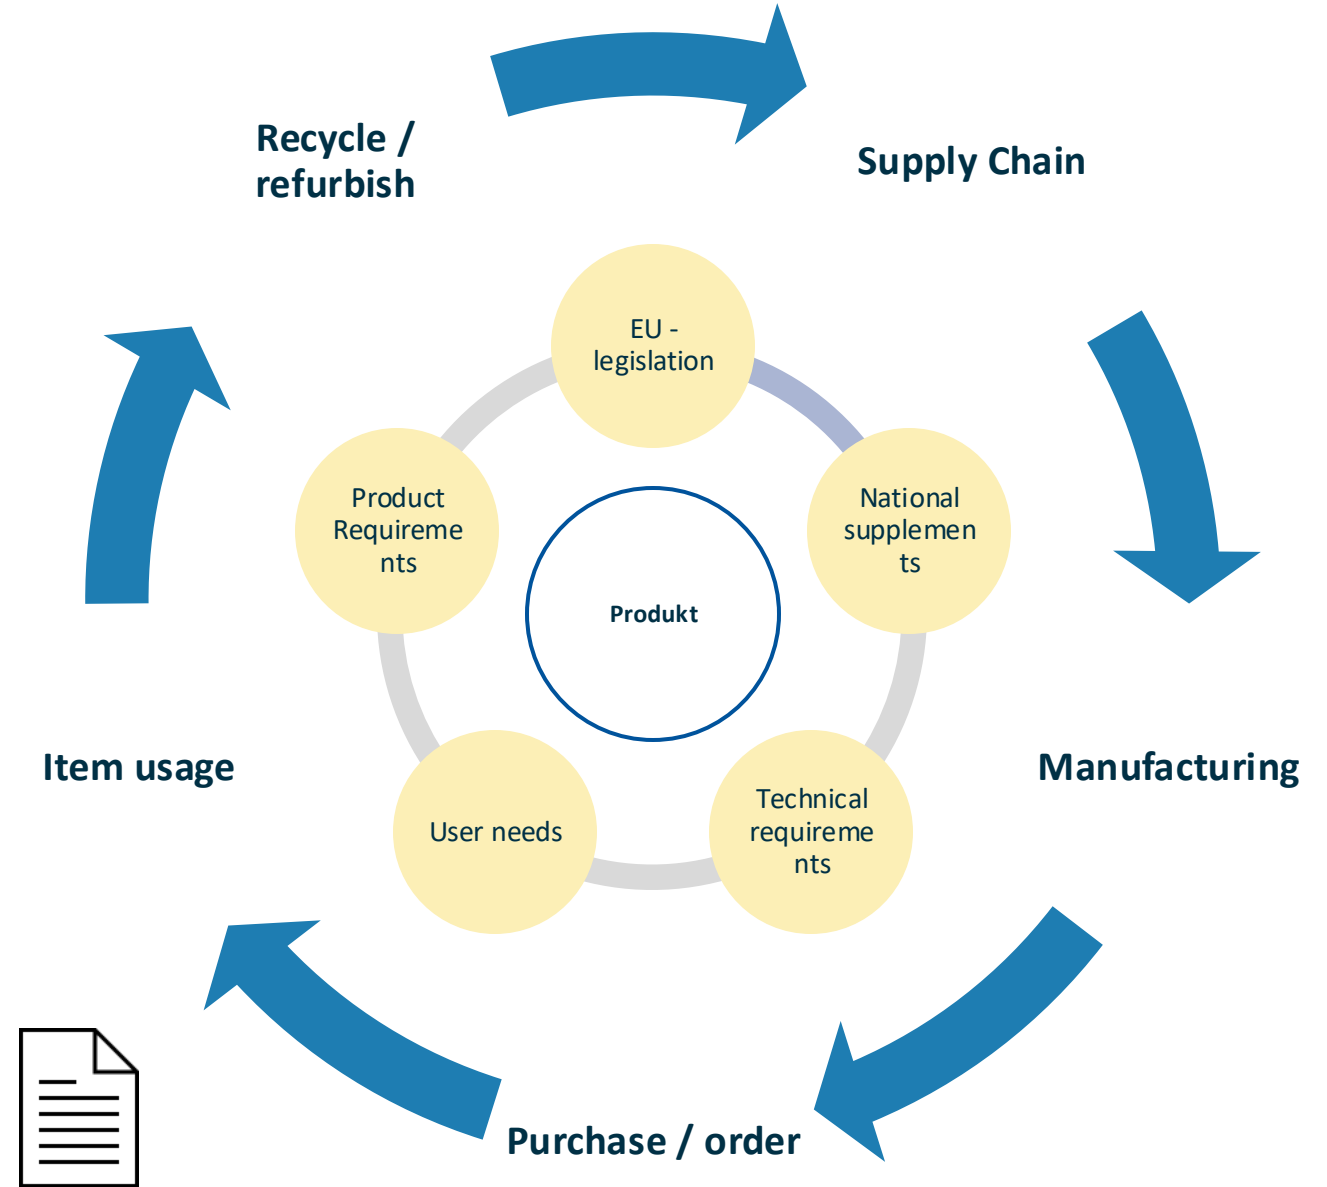 Recycle /
refurbish
Supply Chain
EU -
legislation
Product
Requireme
nts
National
supplemen
ts
Produkt
Item usage
Manufacturing
User needs
Technical
requireme
nts
Purchase / order